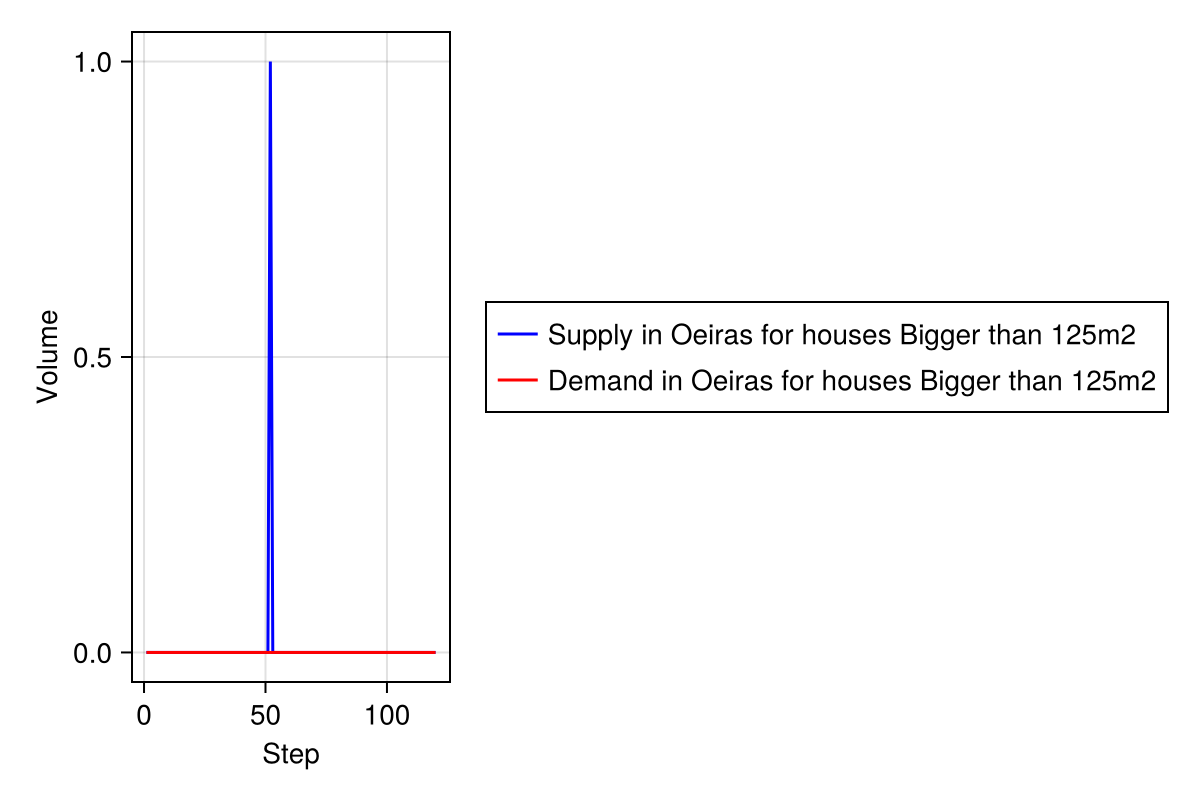 1.0
0.5
0.0
Volume
0
50
100
Step
Supply in Oeiras for houses Bigger than 125m2
Demand in Oeiras for houses Bigger than 125m2